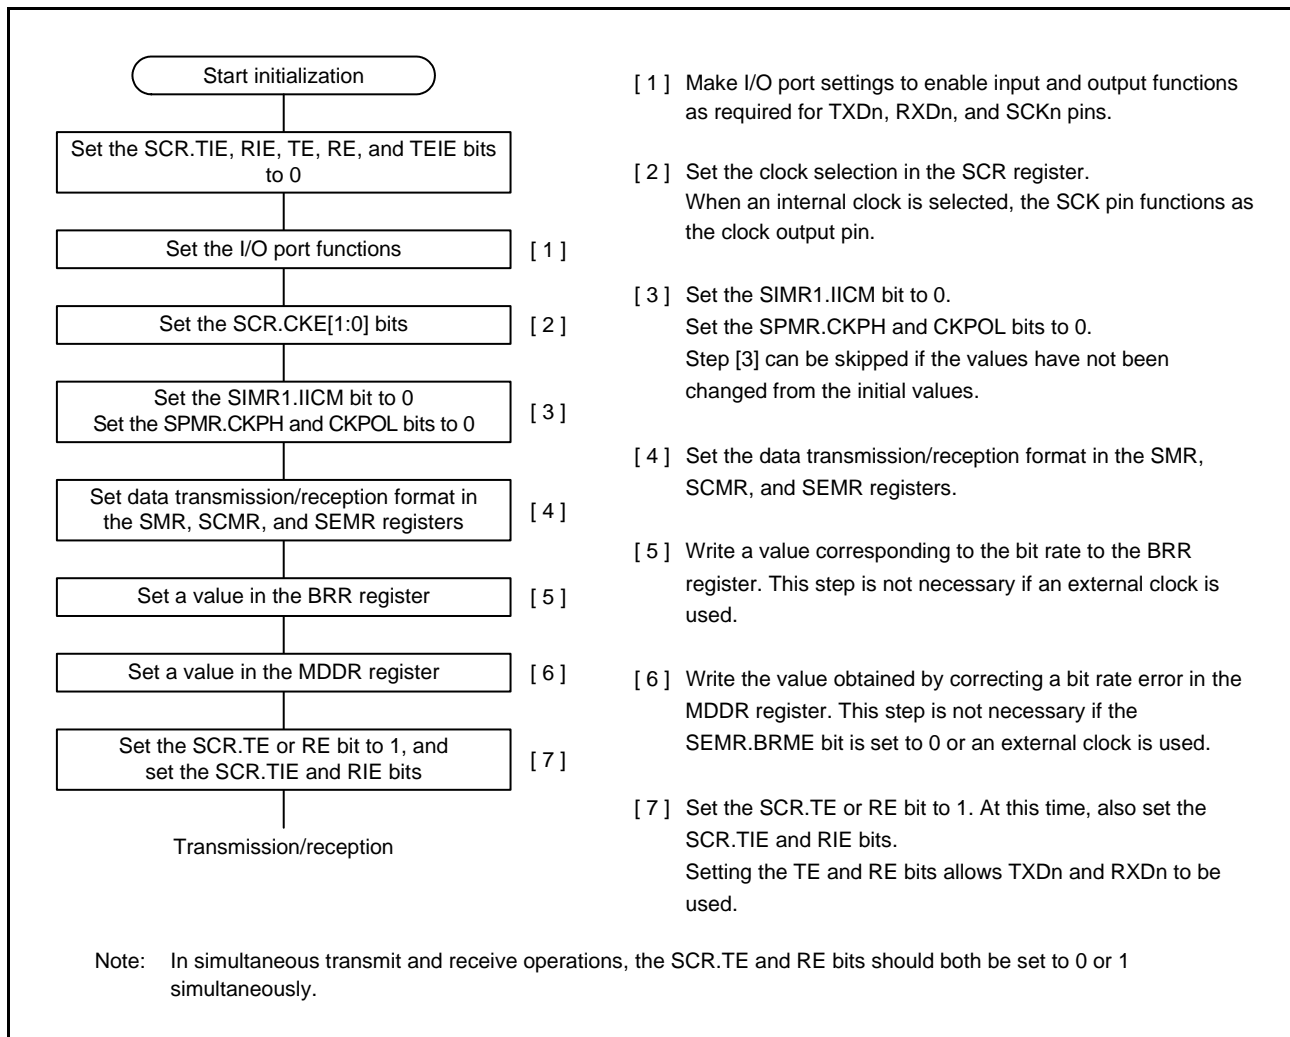 Start initialization
Set the SCR.TIE, RIE, TE, RE, and TEIE bits
to 0
Set the I/O port functions
[ 1 ]
Set the SCR.CKE[1:0] bits
[ 2 ]
Set the SIMR1.IICM bit to 0
Set the SPMR.CKPH and CKPOL bits to 0
[ 3 ]
Set data transmission/reception format in
the SMR, SCMR, and SEMR registers
[ 4 ]
Set a value in the BRR register
[ 5 ]
Set a value in the MDDR register
[ 6 ]
Set the SCR.TE or RE bit to 1, and
set the SCR.TIE and RIE bits
[ 7 ]
Transmission/reception
[ 1 ] Make I/O port settings to enable input and output functions
as required for TXDn, RXDn, and SCKn pins.
[ 2 ] Set the clock selection in the SCR register.
When an internal clock is selected, the SCK pin functions as
the clock output pin.
[ 3 ] Set the SIMR1.IICM bit to 0.
Set the SPMR.CKPH and CKPOL bits to 0.
Step [3] can be skipped if the values have not been
changed from the initial values.
[ 4 ] Set the data transmission/reception format in the SMR,
SCMR, and SEMR registers.
[ 5 ] Write a value corresponding to the bit rate to the BRR
register. This step is not necessary if an external clock is
used.
[ 6 ] Write the value obtained by correcting a bit rate error in the
MDDR register. This step is not necessary if the
SEMR.BRME bit is set to 0 or an external clock is used.
[ 7 ] Set the SCR.TE or RE bit to 1. At this time, also set the
SCR.TIE and RIE bits.
Setting the TE and RE bits allows TXDn and RXDn to be
used.
Note: In simultaneous transmit and receive operations, the SCR.TE and RE bits should both be set to 0 or 1
simultaneously.